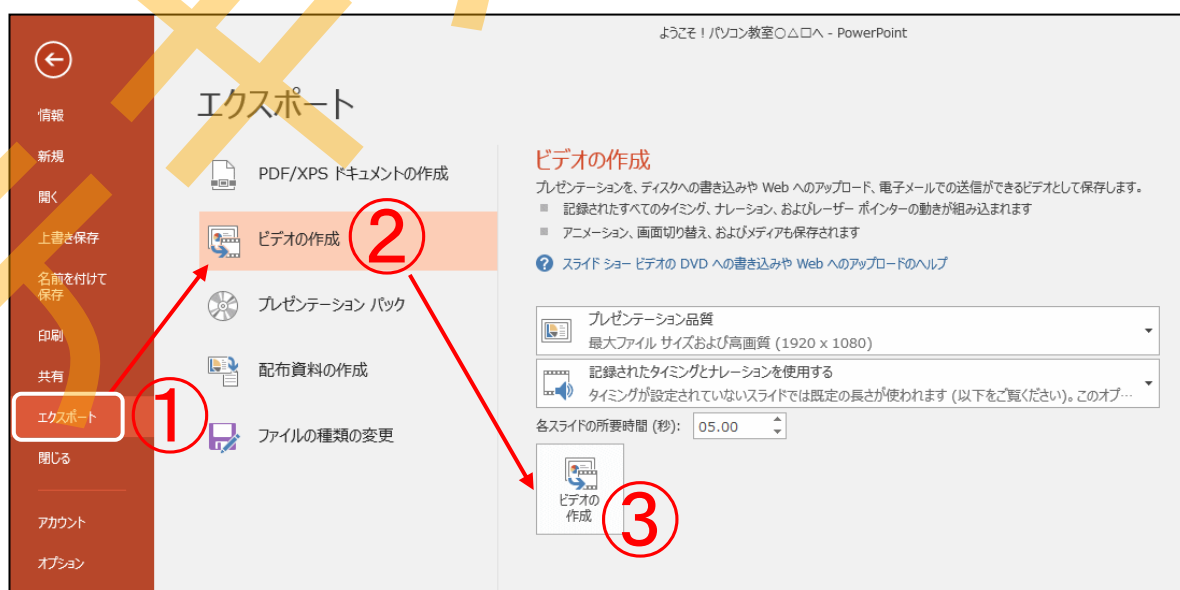 ようこそ！パソコン教室○△□へ - PowerPoint
情報
新規
開く
上書き保存
名前を付けて
保存
印刷
共有
エクスポート
閉じる
アカウント
オプション
①
エクスポート
PDF/XPS ドキュメントの作成
ビデオの作成
②
プレゼンテーション パック
配布資料の作成
ファイルの種類の変更
ビデオの作成
プレゼンテーションを、ディスクへの書き込みや Web へのアップロード、電子メールでの送信ができるビデオとして保存します。
記録されたすべてのタイミング、ナレーション、およびレーザー ポインターの動きが組み込まれます
アニメーション、画面切り替え、およびメディアも保存されます
スライド ショー ビデオの DVD への書き込みや Web へのアップロードのヘルプ
プレゼンテーション品質
最大ファイル サイズおよび高画質 (1920 x 1080)
記録されたタイミングとナレーションを使用する
タイミングが設定されていないスライドでは既定の長さが使われます (以下をご覧ください)。このオプ…
各スライドの所要時間 (秒): 05.00
ビデオの
作成
③